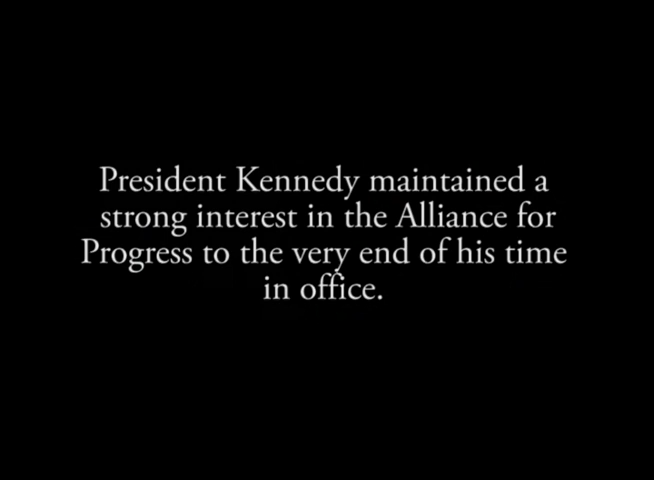 President Kennedy maintained a
strong interest in the Alliance for
Progress to the very end of his time
in office.